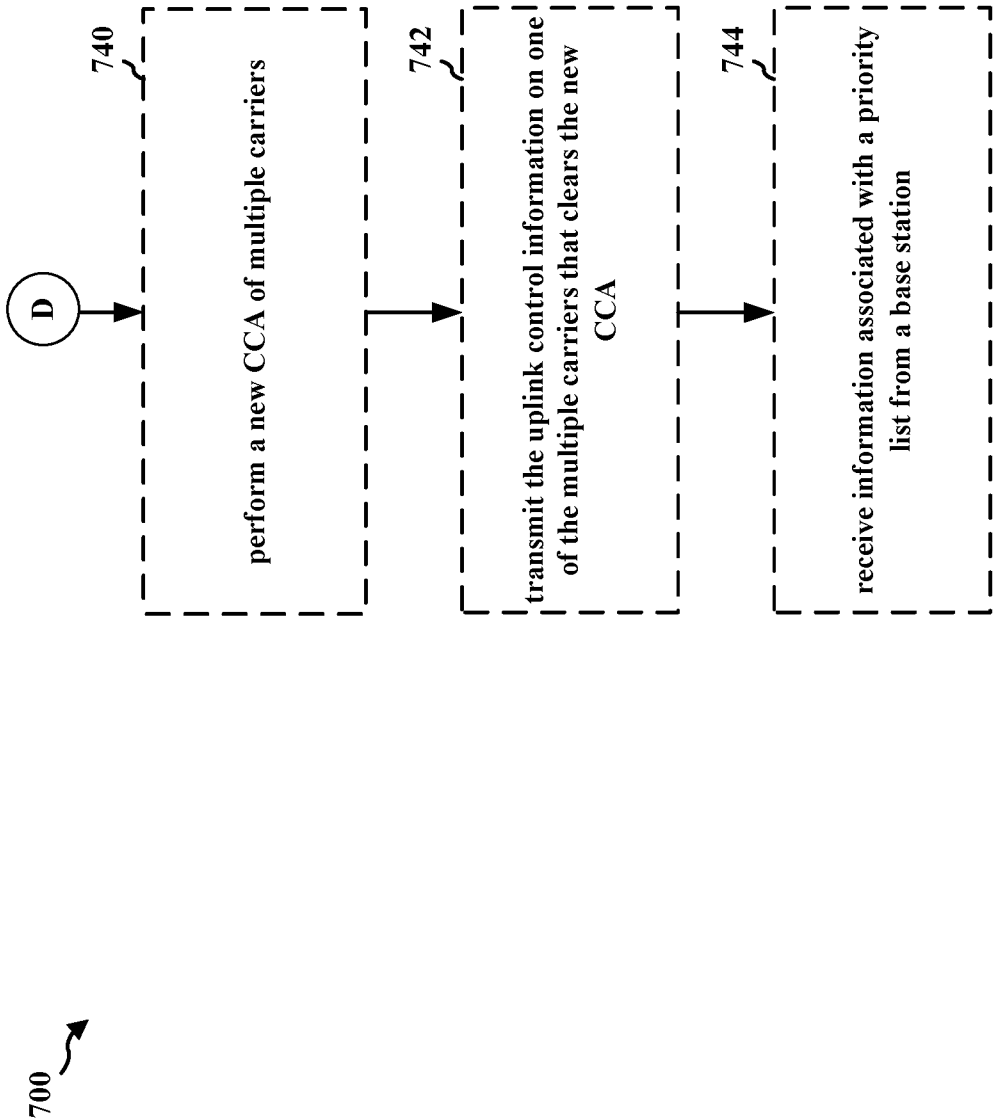 700
D
740
perform a new CCA of multiple carriers
742
transmit the uplink control information on one
of the multiple carriers that clears the new
CCA
744
receive information associated with a priority
list from a base station